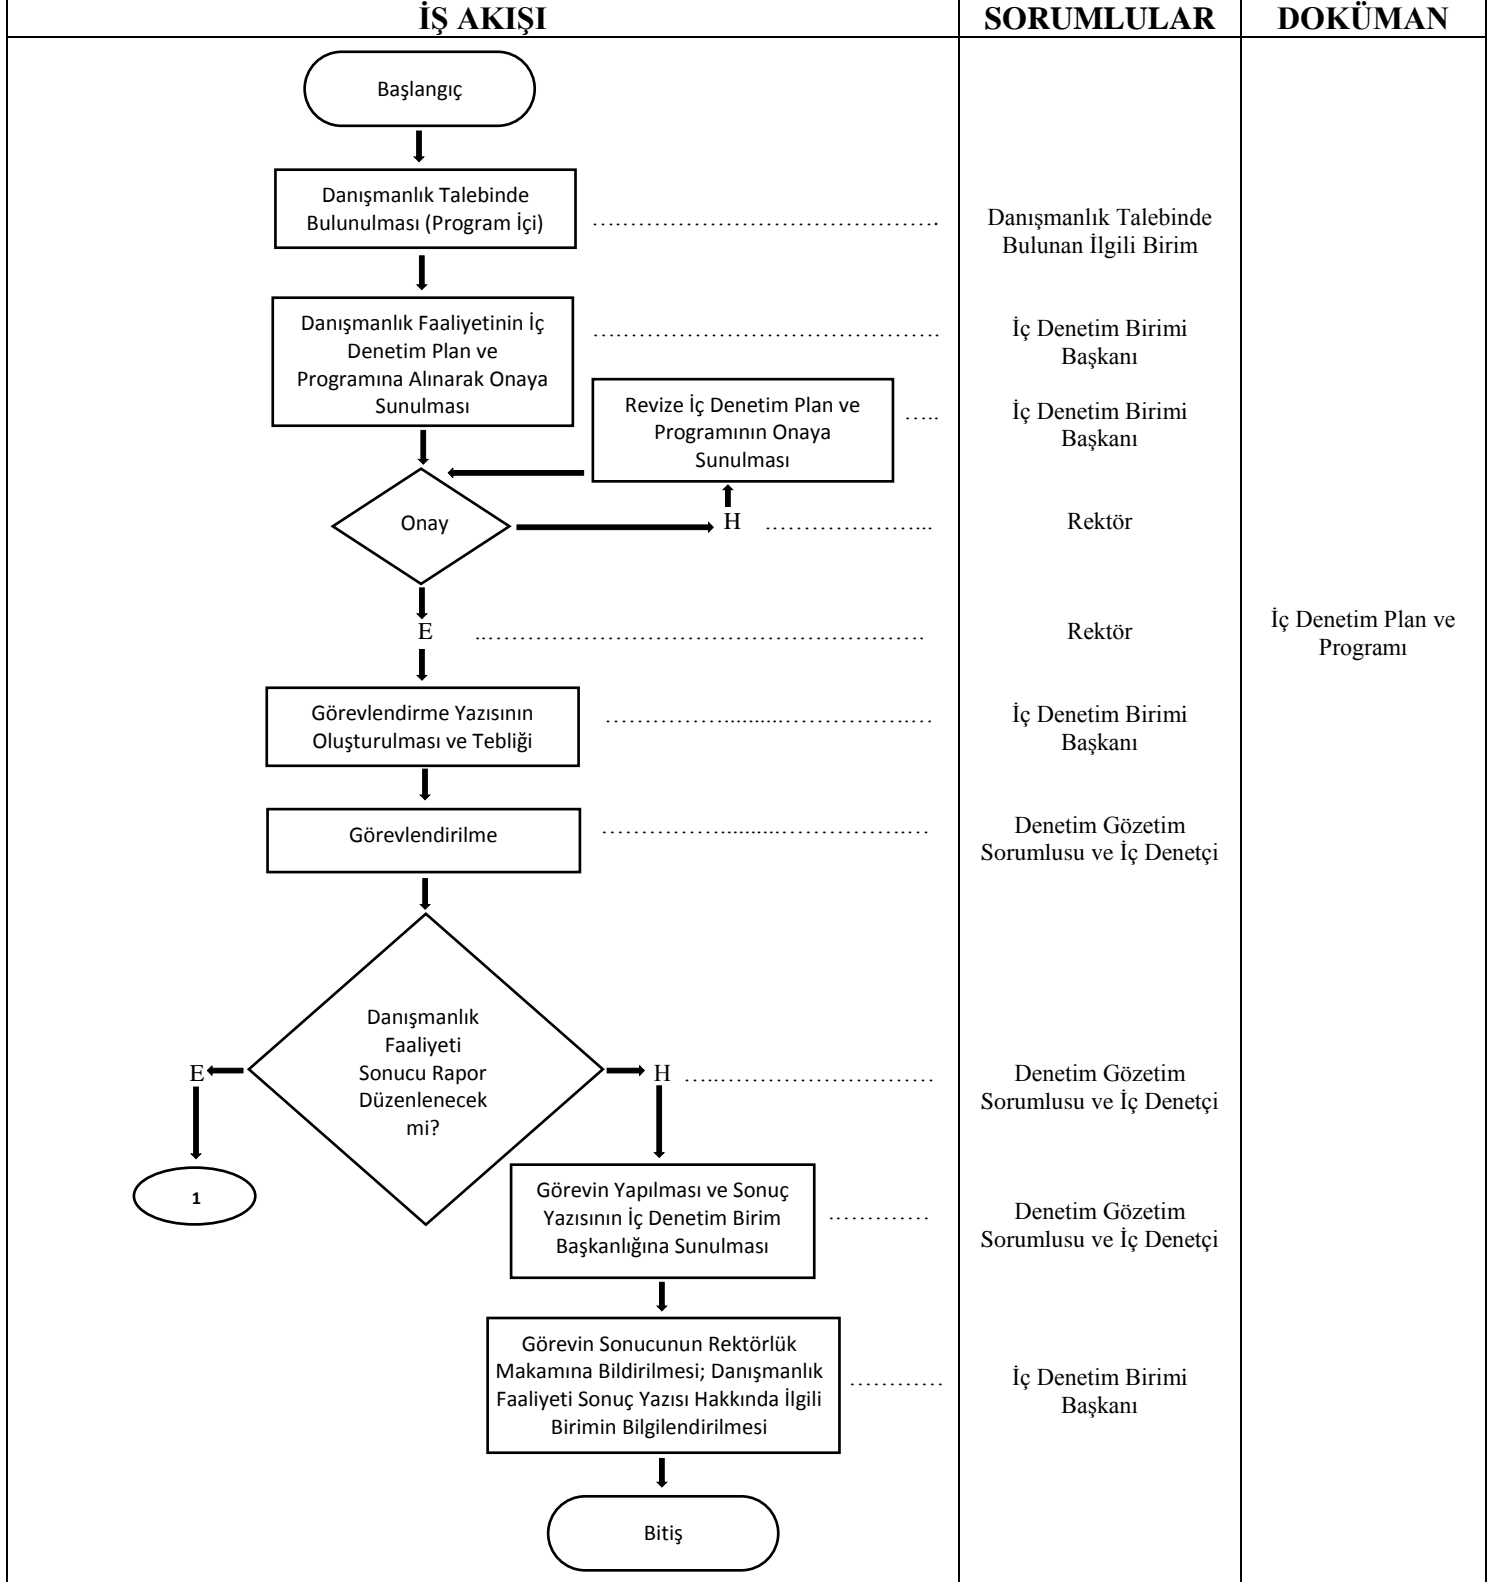 İŞ AKIŞI
SORUMLULAR
DOKÜMAN
Başlangıç
Danışmanlık Talebinde
Bulunulması (Program İçi)
……………………………………….
Danışmanlık Talebinde
Bulunan İlgili Birim
Danışmanlık Faaliyetinin İç
Denetim Plan ve
Programına Alınarak Onaya
Sunulması
……………………………………….
İç Denetim Birimi
Başkanı
Revize İç Denetim Plan ve
Programının Onaya
Sunulması
…..
İç Denetim Birimi
Başkanı
Onay
H
…………………...
Rektör
E
..……………………………………………….
Rektör
İç Denetim Plan ve
Programı
Görevlendirme Yazısının
Oluşturulması ve Tebliği
……………..........……………….…
İç Denetim Birimi
Başkanı
Görevlendirilme
……………..........……………….…
Denetim Gözetim
Sorumlusu ve İç Denetçi
Danışmanlık
Faaliyeti
Sonucu Rapor
Düzenlenecek
mi?
E
H
…..………………………
Denetim Gözetim
Sorumlusu ve İç Denetçi
1
Görevin Yapılması ve Sonuç
Yazısının İç Denetim Birim
Başkanlığına Sunulması
…………
Denetim Gözetim
Sorumlusu ve İç Denetçi
Görevin Sonucunun Rektörlük
Makamına Bildirilmesi; Danışmanlık
Faaliyeti Sonuç Yazısı Hakkında İlgili
Birimin Bilgilendirilmesi
…………
İç Denetim Birimi
Başkanı
Bitiş